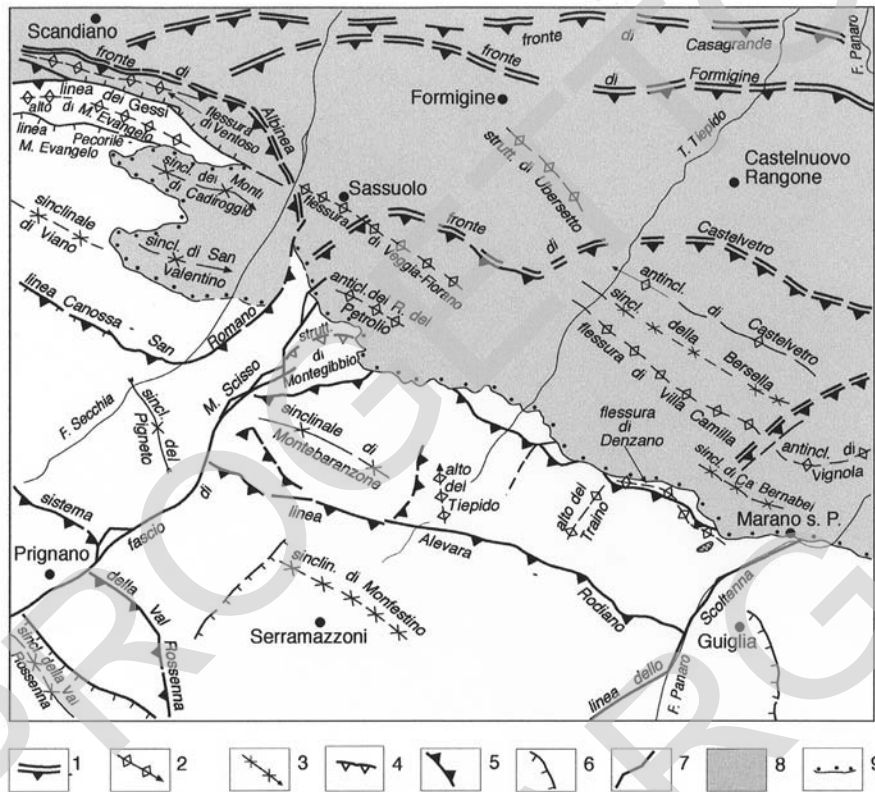 Scandiano
fronte
di
Casagrande
F. Panaro
fronte
di
Formigine
fronte
di
Albinea
linea dei Gessi
alto di M. Evangelo
flessura
di Ventoso
linea
Pecorile
M. Evangelo
Formigine
T. Tiepido
Castelnuovo
Rangone
strutt. di Ubersetto
sincl. dei Monti
di Cadiroggio
Sassuolo
flessura
di Veggia-Fiorano
fronte
di
Castelvetro
sinclinale
di Viano
sincl. di San
Valentino
anticl. del R. del
Petrollo
antincl.
di
Castelvetro
sincl.
della
Bersella
flessura
di
Villa
Camilla
linea Canossa
San
Romano
strutt.
di
Montegibbio
M. Scisso
F. Secchia
sincl. del
Pigneto
sinclinale
di
Montebaranzone
flessura
di
Denzano
antincl. di
Vignola
sincl. di Ca Bernabei
alto
del
Tiepido
alto del
Traino
Marano s. P.
sistema
fascio
di
linea
Alevara
Rodiano
Prignano
della
Val
Rossenna
sinclin. di Monfestino
Serramazzoni
Scoltenna
Guiglia
sincl. della Val
Rossenna
linea
dello
F. Panaro
1 2 3 4 5 6 7 8 9
PROGETTO